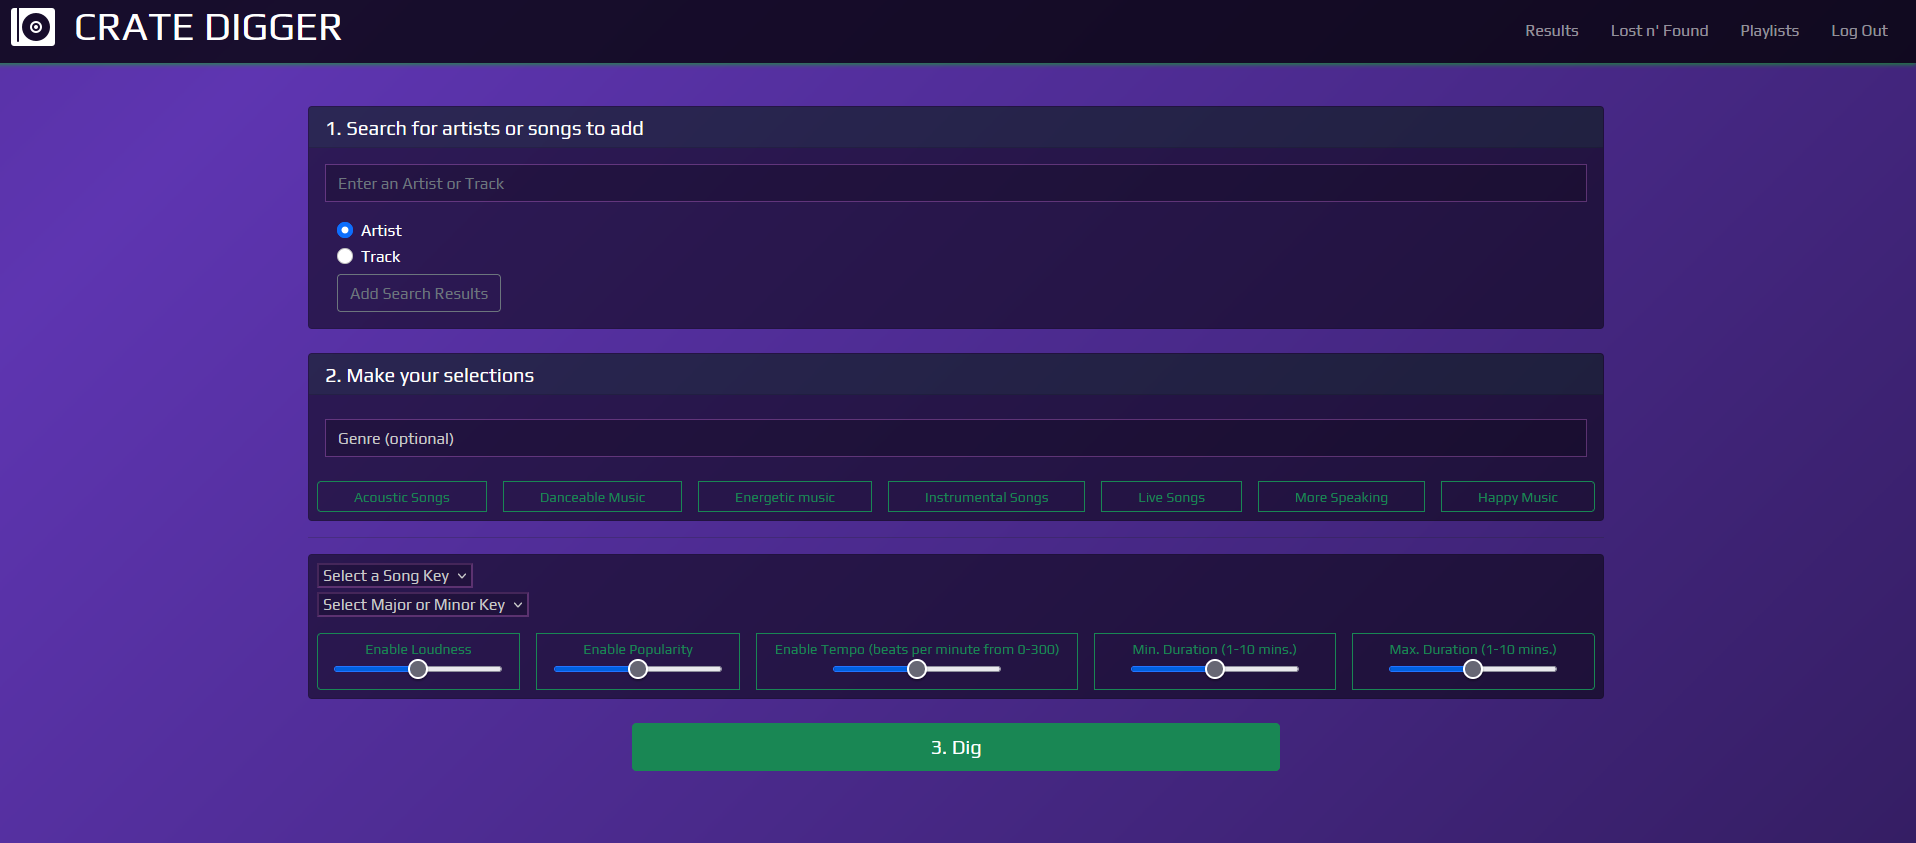 CRATE DIGGER
Results Lost n' Found Playlists Log Out
1. Search for artists or songs to add
Enter an Artist or Track
Artist
Track
Add Search Results
2. Make your selections
Genre (optional)
Acoustic Songs Danceable Music Energetic music Instrumental Songs Live Songs More Speaking Happy Music
Select a Song Key
Select Major or Minor Key
Enable Loudness Enable Popularity Enable Tempo (beats per minute from 0-300) Min. Duration (1-10 mins.) Max. Duration (1-10 mins.)
3. Dig